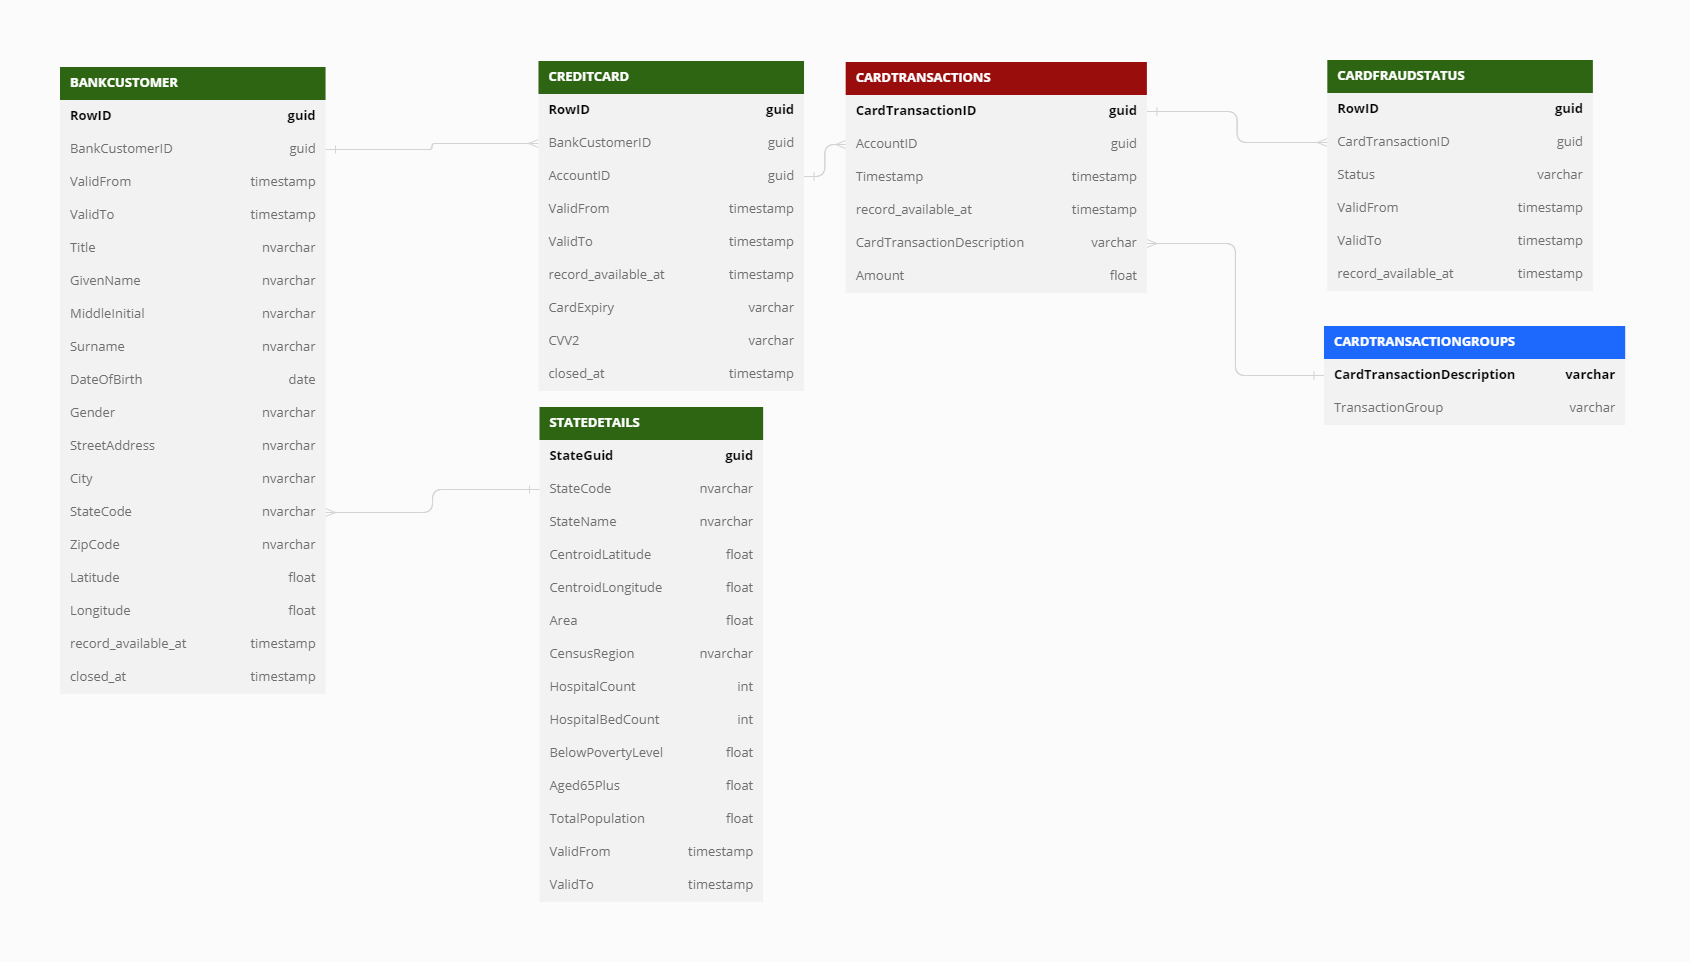 BANKCUSTOMER
RowID guid
BankCustomerID guid
ValidFrom timestamp
ValidTo timestamp
Title nvarchar
GivenName nvarchar
MiddleInitial nvarchar
Surname nvarchar
DateOfBirth date
Gender nvarchar
StreetAddress nvarchar
City nvarchar
StateCode nvarchar
ZipCode nvarchar
Latitude float
Longitude float
record_available_at timestamp
closed_at timestamp
CREDITCARD
RowID guid
BankCustomerID guid
AccountID guid
ValidFrom timestamp
ValidTo timestamp
record_available_at timestamp
CardExpiry varchar
CVV2 varchar
closed_at timestamp
STATEDETAILS
StateGuid guid
StateCode nvarchar
StateName nvarchar
CentroidLatitude float
CentroidLongitude float
Area float
CensusRegion nvarchar
HospitalCount int
HospitalBedCount int
BelowPovertyLevel float
Aged65Plus float
TotalPopulation float
ValidFrom timestamp
ValidTo timestamp
CARDTRANSACTIONS
CardTransactionID guid
AccountID guid
Timestamp timestamp
record_available_at timestamp
CardTransactionDescription varchar
Amount float
CARDFRAUDSTATUS
RowID guid
CardTransactionID guid
Status varchar
ValidFrom timestamp
ValidTo timestamp
record_available_at timestamp
CARDTRANSACTIONGROUPS
CardTransactionDescription varchar
TransactionGroup varchar